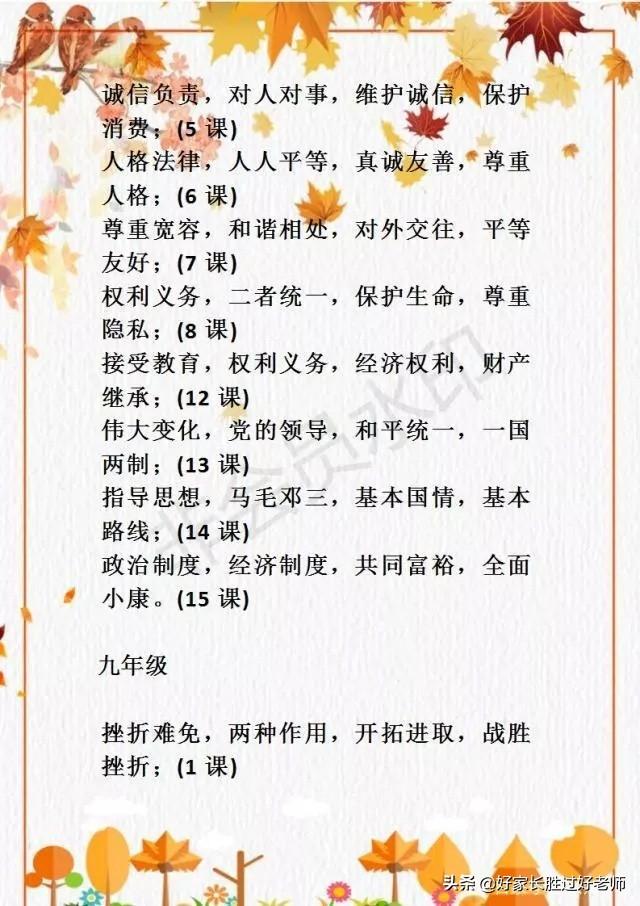 诚信负责，对人对事，维护诚信，保护
消费；(5 课)
人格法律，人人平等，真诚友善，尊重
人格；(6 课)
尊重宽容，和谐相处，对外交往，平等
友好；(7 课)
权利义务，二者统一，保护生命，尊重
隐私；(8 课)
接受教育，权利义务，经济权利，财产
继承；(12 课)
伟大变化，党的领导，和平统一，一国
两制；(13 课)
指导思想，马毛邓三，基本国情，基本
路线；(14 课)
政治制度，经济制度，共同富裕，全面
小康。(15 课)
九年级
挫折难免，两种作用，开拓进取，战胜
挫折；(1 课)
非会员水印
头条 @好家长胜过好老师